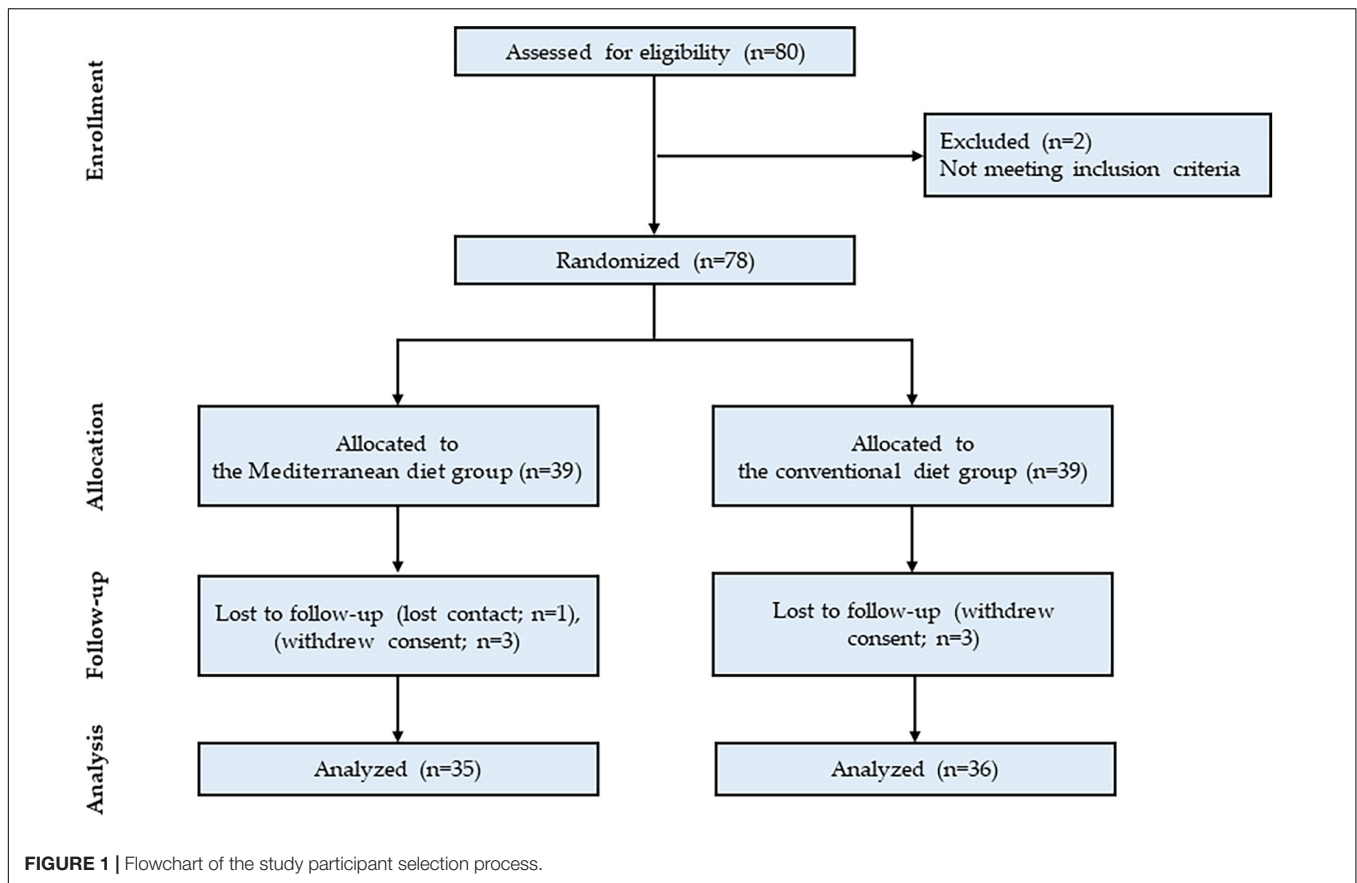 Enrollment
Assessed for eligibility (n=80)
Excluded (n=2)
Not meeting inclusion criteria
Randomized (n=78)
Allocation
Allocated to
the Mediterranean diet group (n=39)
Allocated to
the conventional diet group (n=39)
Follow-up
Lost to follow-up (lost contact; n=1),
(withdrew consent; n=3)
Lost to follow-up (withdrew
consent; n=3)
Analysis
Analyzed (n=35)
Analyzed (n=36)
FIGURE 1 | Flowchart of the study participant selection process.